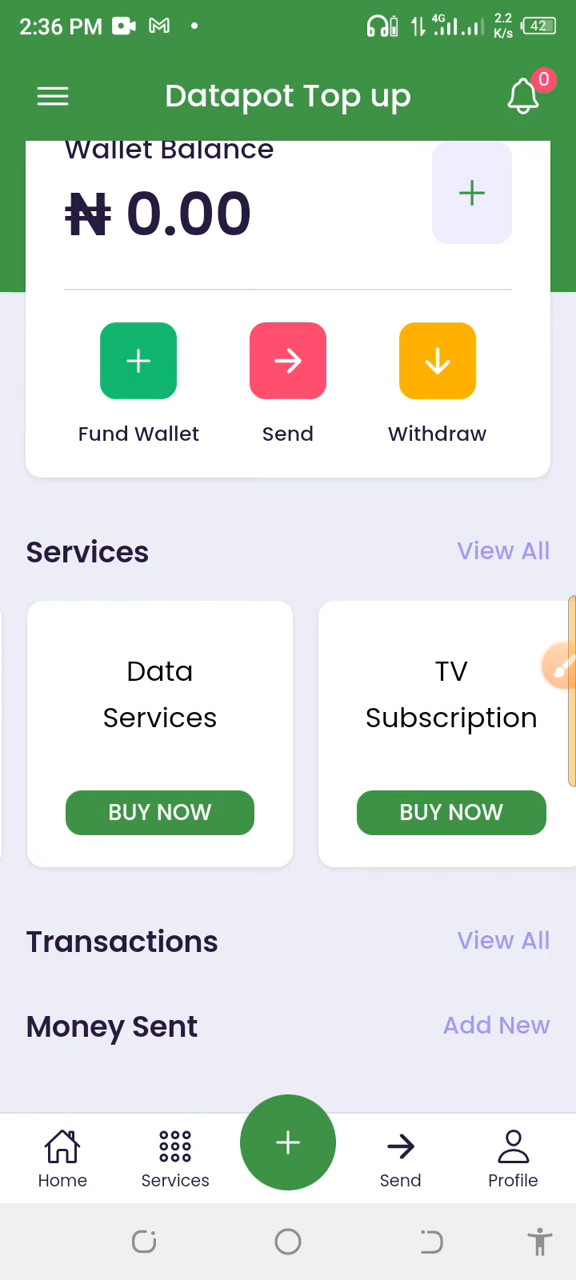 2:36 PM
4G
2.2
K/s
42
Datapot Top up
0
Wallet Balance
₦ 0.00
Fund Wallet
Send
Withdraw
Services
View All
Data
Services
TV
Subscription
BUY NOW
BUY NOW
Transactions
View All
Money Sent
Add New
Home
Services
Send
Profile